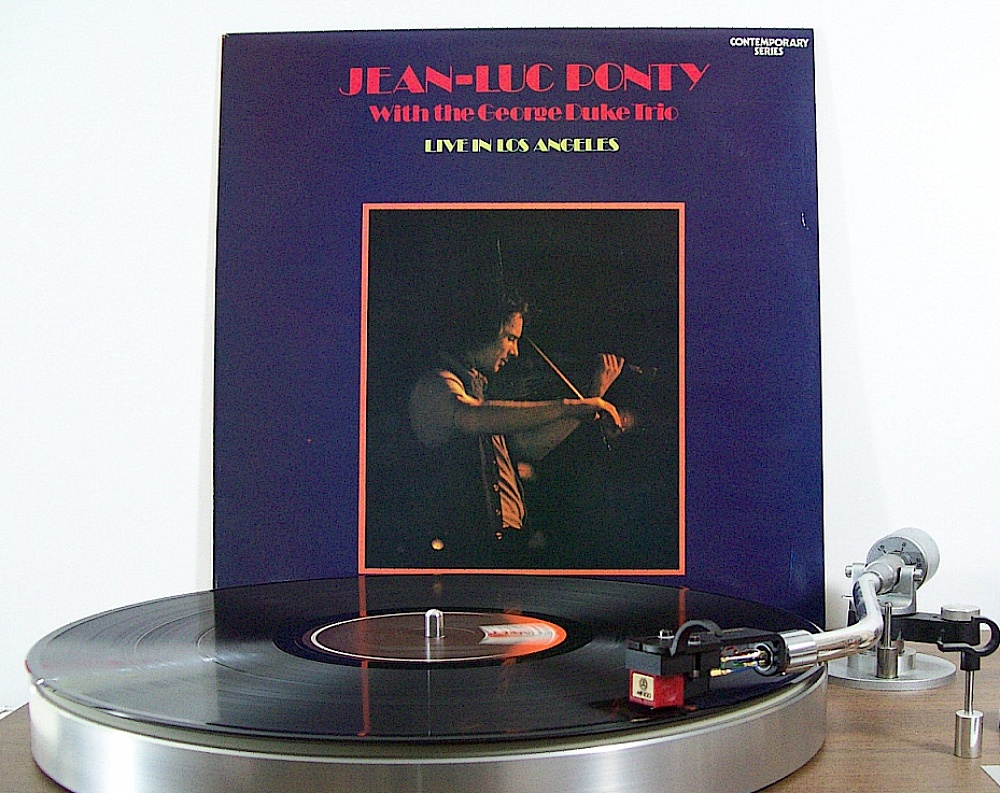 CONTEMPORARY
SERIES
JEAN-LUC PONTY
With the George Duke Trio
LIVE IN LOS ANGELES